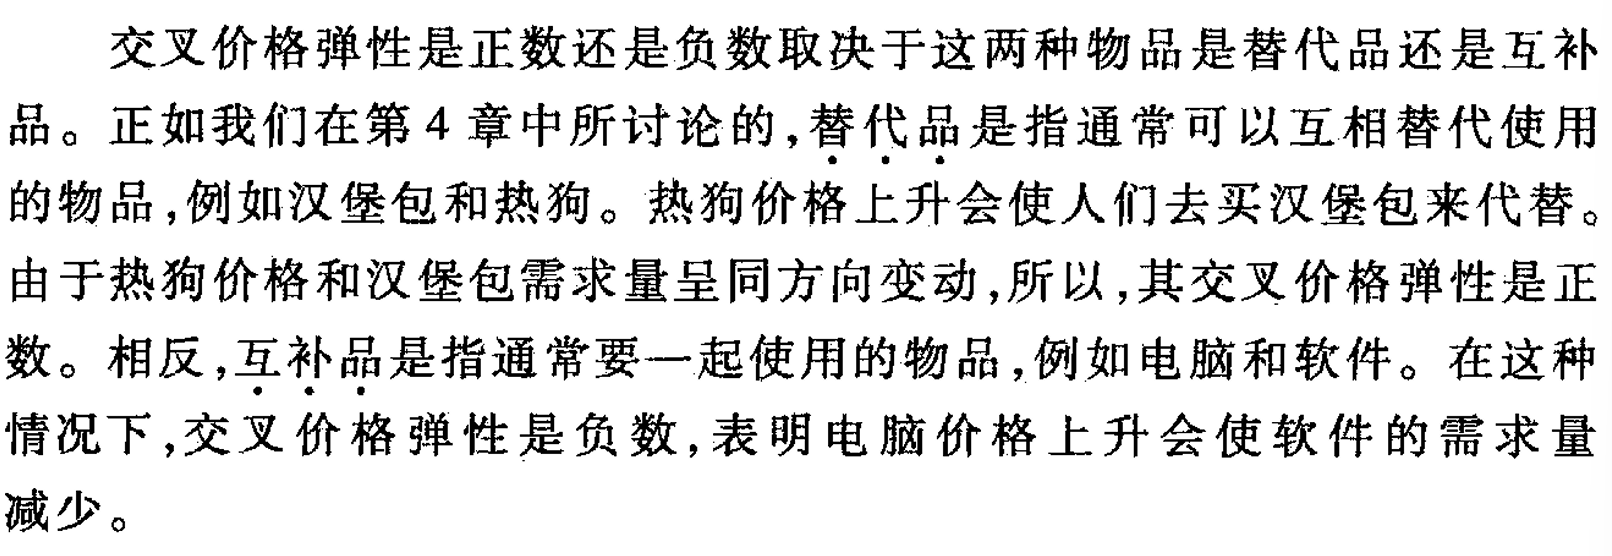 交叉价格弹性是正数还是负数取决于这两种物品是替代品还是互补
品。正如我们在第4章中所讨论的,替代品是指通常可以互相替代使用
的物品,例如汉堡包和热狗。热狗价格上升会使人们去买汉堡包来代替。
由于热狗价格和汉堡包需求量呈同方向变动,所以,其交叉价格弹性是正
数。相反,互补品是指通常要一起使用的物品,例如电脑和软件。在这种
情况下,交叉价格弹性是负数,表明电脑价格上升会使软件的需求量
减少。